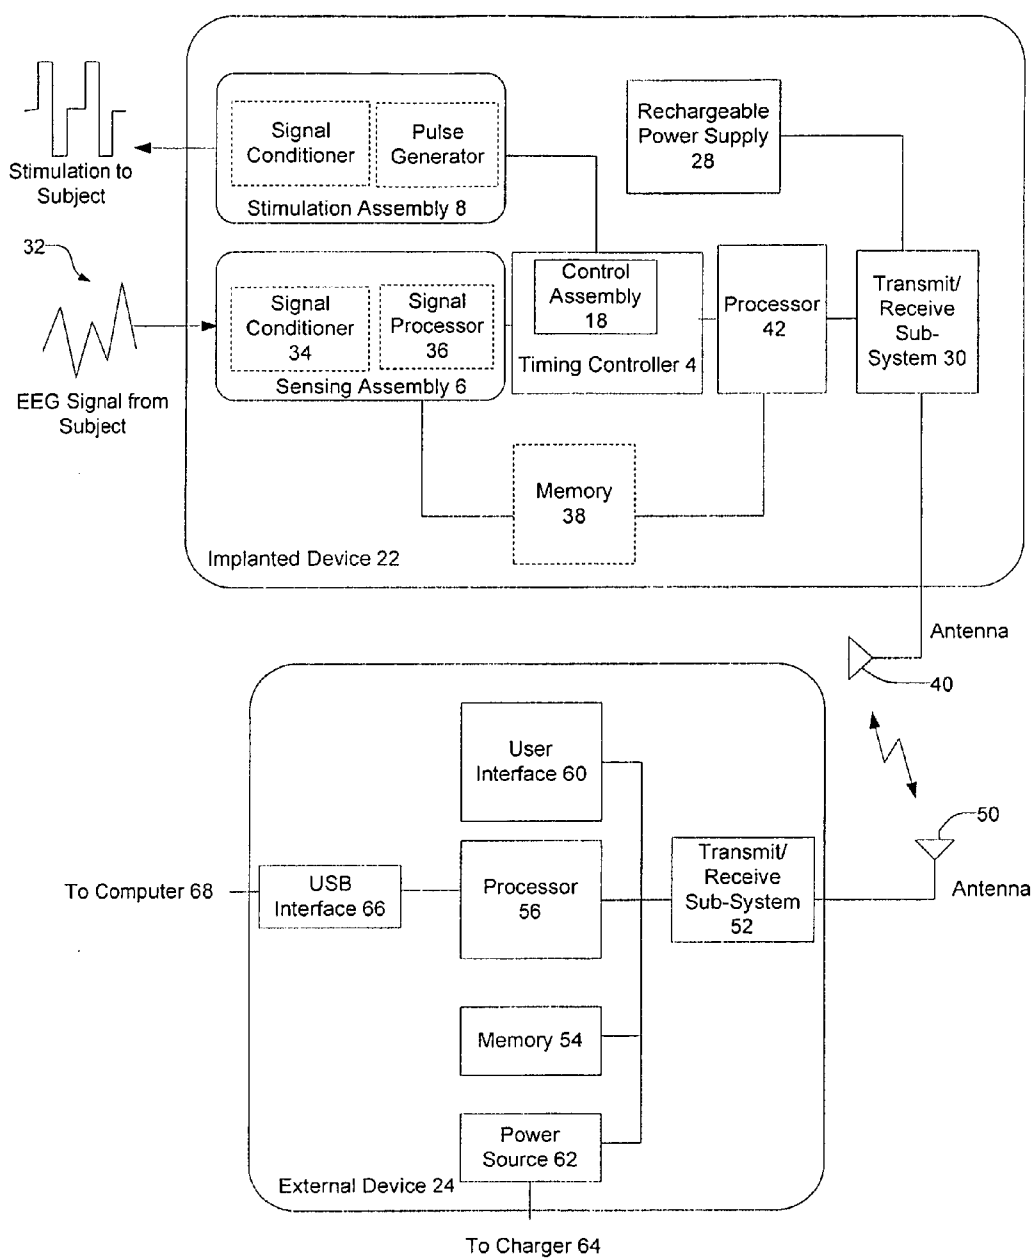 Stimulation to
Subject
Signal
Conditioner
Pulse
Generator
Stimulation Assembly 8
Rechargeable
Power Supply
28
32
EEG Signal from
Subject
Signal
Conditioner
34
Signal
Processor
36
Sensing Assembly 6
Control
Assembly
18
Timing Controller 4
Processor
42
Transmit/
Receive
Sub-
System 30
Memory
38
Implanted Device 22
Antenna
40
User
Interface 60
50
Antenna
To Computer 68
USB
Interface 66
Processor
56
Transmit/
Receive
Sub-System
52
Memory 54
Power
Source 62
External Device 24
To Charger 64